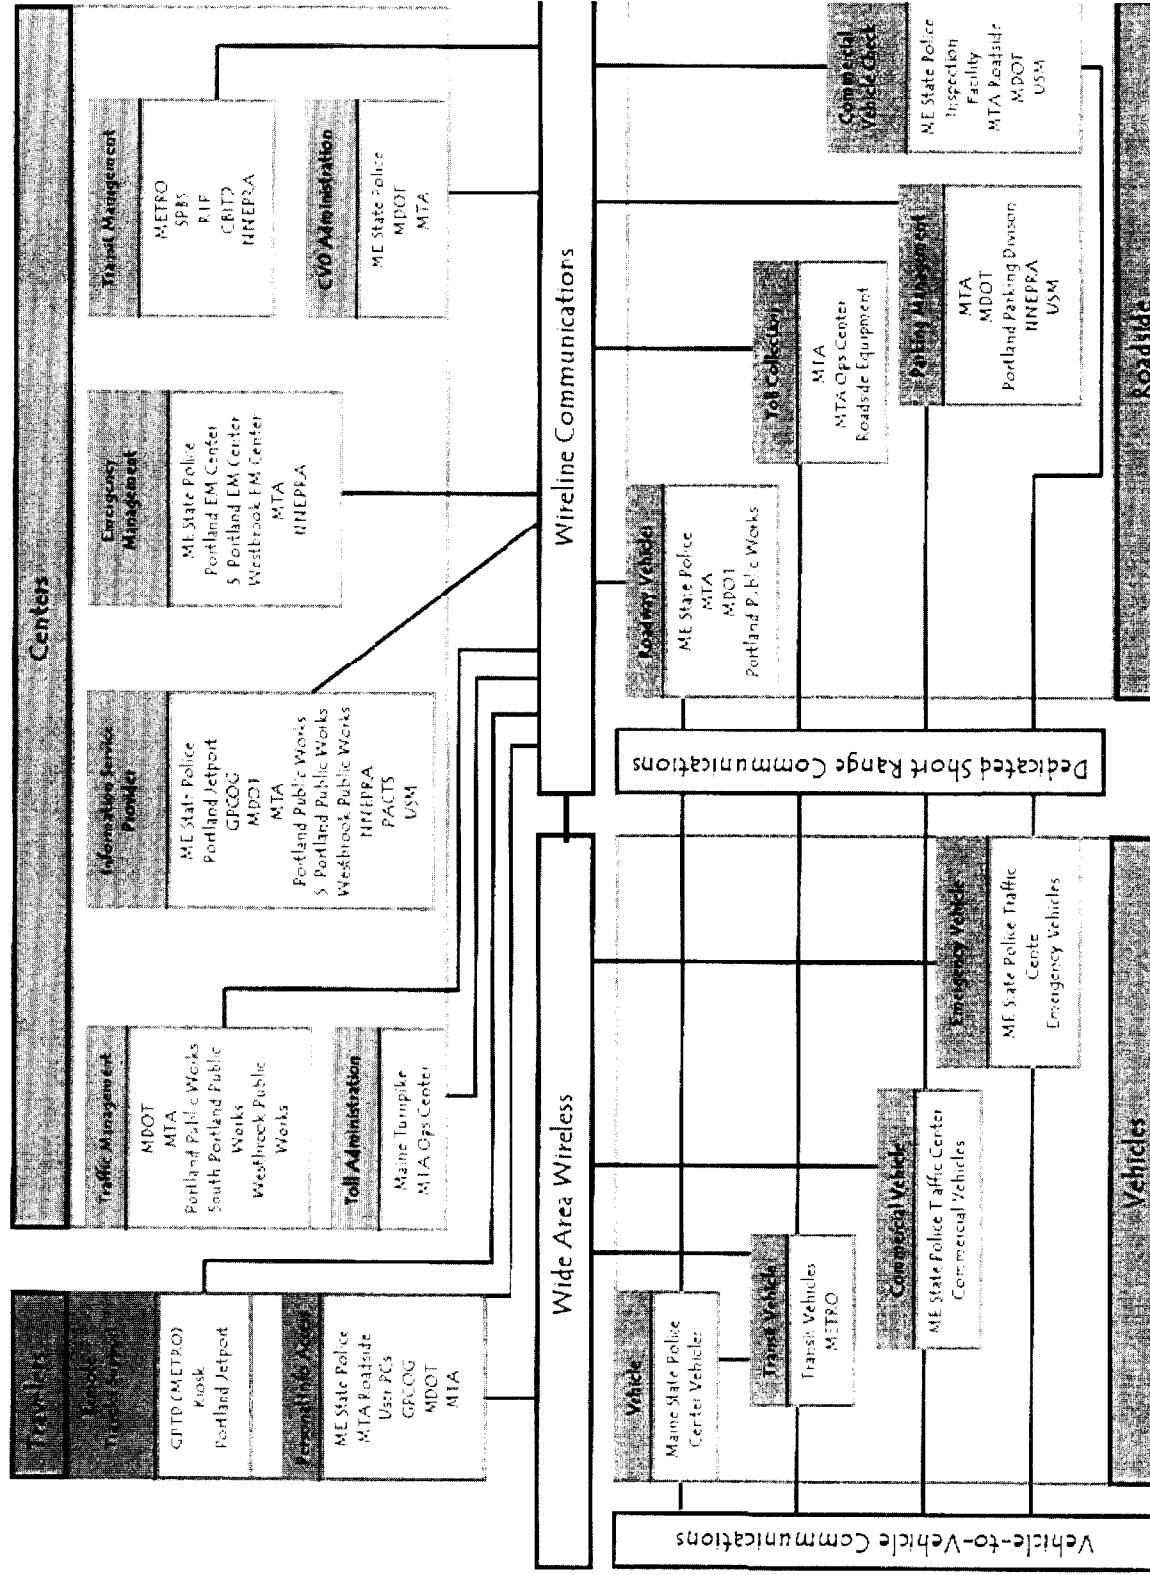 Travelers
Remote
Traveler Support
GPTD (METRO)
Kiosk
Portland Jetport
Personal Info Access
ME State Police
MTA Roadside
User PCs
GPCOG
MDOT
MTA
Centers
Traffic Management
MDOT
MTA
Portland Public Works
South Portland Public
Works
Westbrook Public
Works
Toll Administration
Maine Turnpike
MTA Ops Center
Information Service
Provider
ME State Police
Portland Jetport
GPCOG
MDOT
MTA
Portland Public Works
S Portland Public Works
Westbrook Public Works
NNEPRA
PACTS
USM
Emergency
Management
ME State Police
Portland EM Center
S Portland EM Center
Westbrook EM Center
MTA
NNEPRA
Transit Management
METRO
SPBS
RTP
CBITD
NNEPRA
CVO Administration
ME State Police
MDOT
MTA
Wide Area Wireless
Wireline Communications
Vehicle-to-Vehicle Communications
Vehicle
Maine State Police
Center Vehicles
Transit Vehicle
Transit Vehicles
METRO
Commercial Vehicle
ME State Police Traffic Center
Commercial Vehicles
Emergency Vehicle
ME State Police Traffic
Cente
Emergency Vehicles
Vehicles
Dedicated Short Range Communications
Roadway Vehicles
ME State Police
MTA
MDOT
Portland Public Works
Toll Collection
MTA
MTA Ops Center
Roadside Equipment
Parking Management
MTA
MDOT
Portland Parking Divison
NNEPRA
USM
Commercial
Vehicle Check
ME State Police
Inspection
Facility
MTA Roadside
MDOT
USM
Roadside